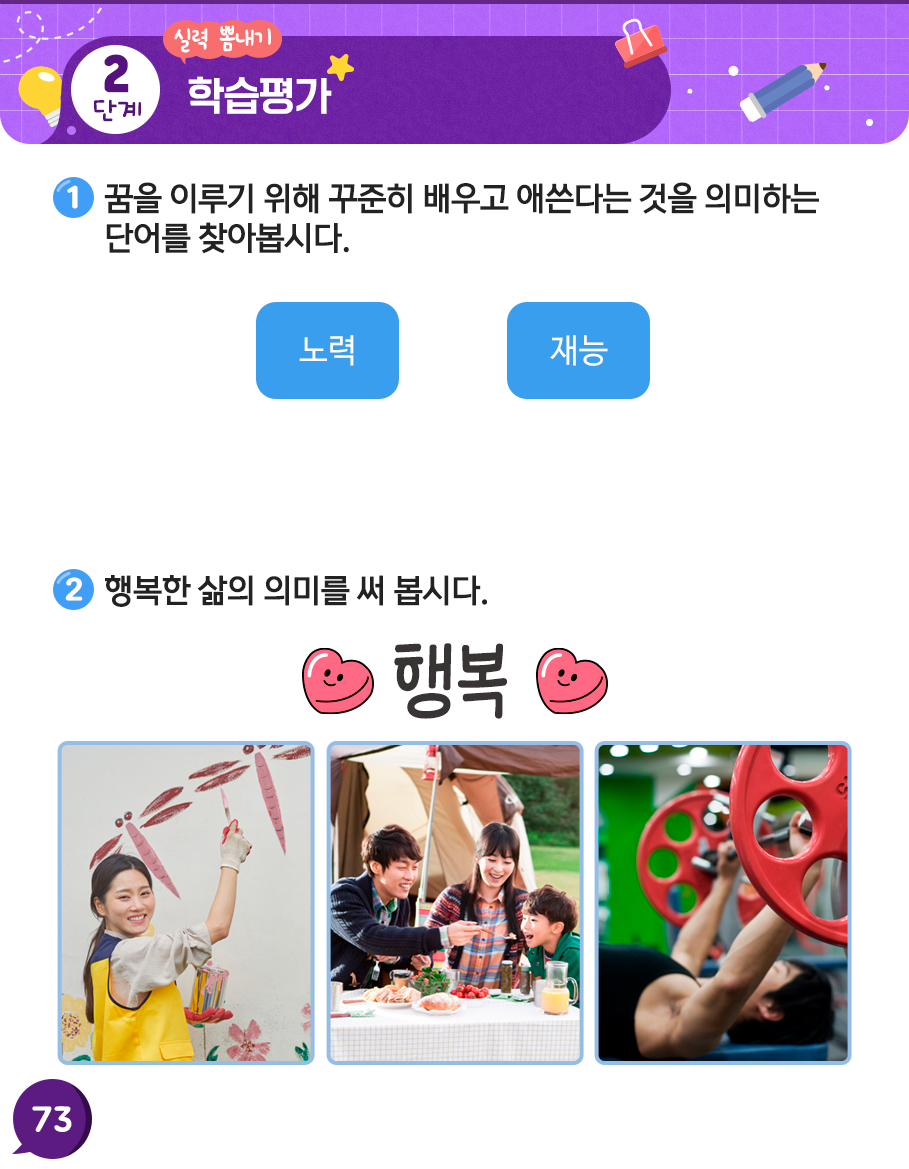 실력 뽐내기
2
단계
학습평가
1 꿈을 이루기 위해 꾸준히 배우고 애쓴다는 것을 의미하는
단어를 찾아봅시다.
노력 재능
2 행복한 삶의 의미를 써 봅시다.
행복
73